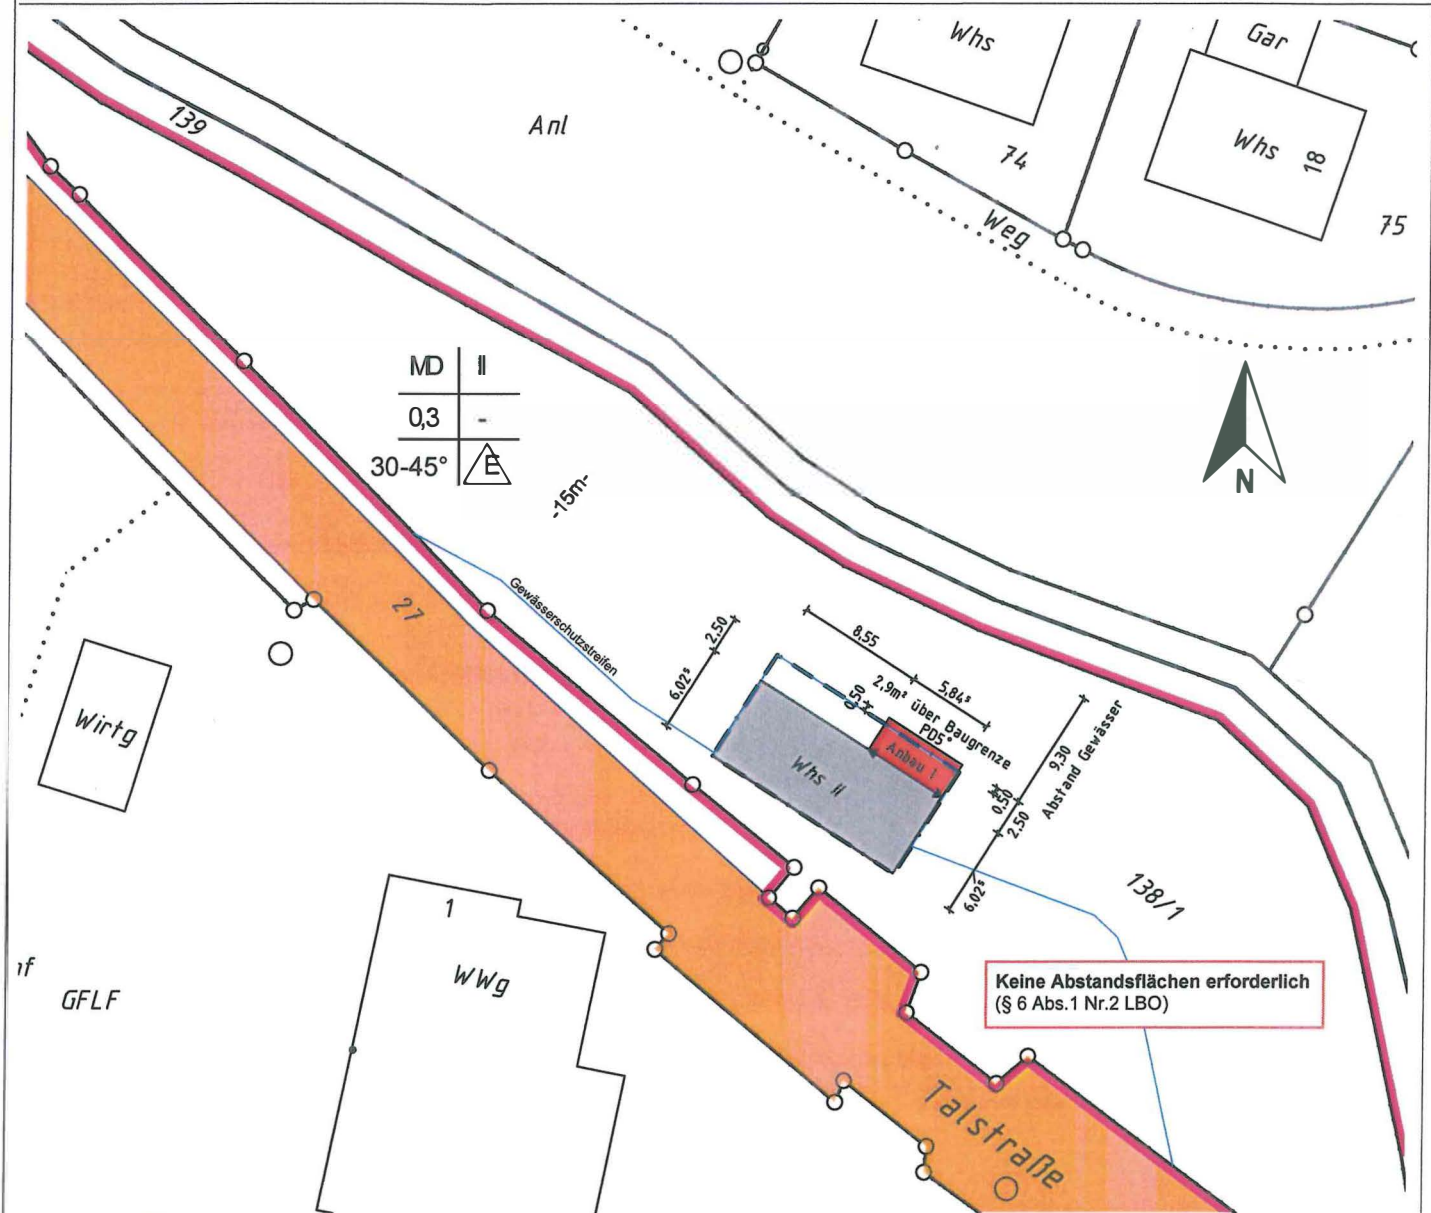 Whs
Gar
139
Anl
74
Whs
18
Weg
75
MD
II
0,3
-
30-45°
E
N
-15m-
27
Gewässerschutzstreifen
2,50
6,02⁵
8,55
5,84⁵
0,50
2,9m² über Baugrenze
PD5°
Anbau I
Whs II
9,30
Abstand Gewässer
0,50
2,50
6,02⁵
Wirtg
138/1
1
WWg
GFLF
Keine Abstandsflächen erforderlich
(§ 6 Abs.1 Nr.2 LBO)
Talstraße